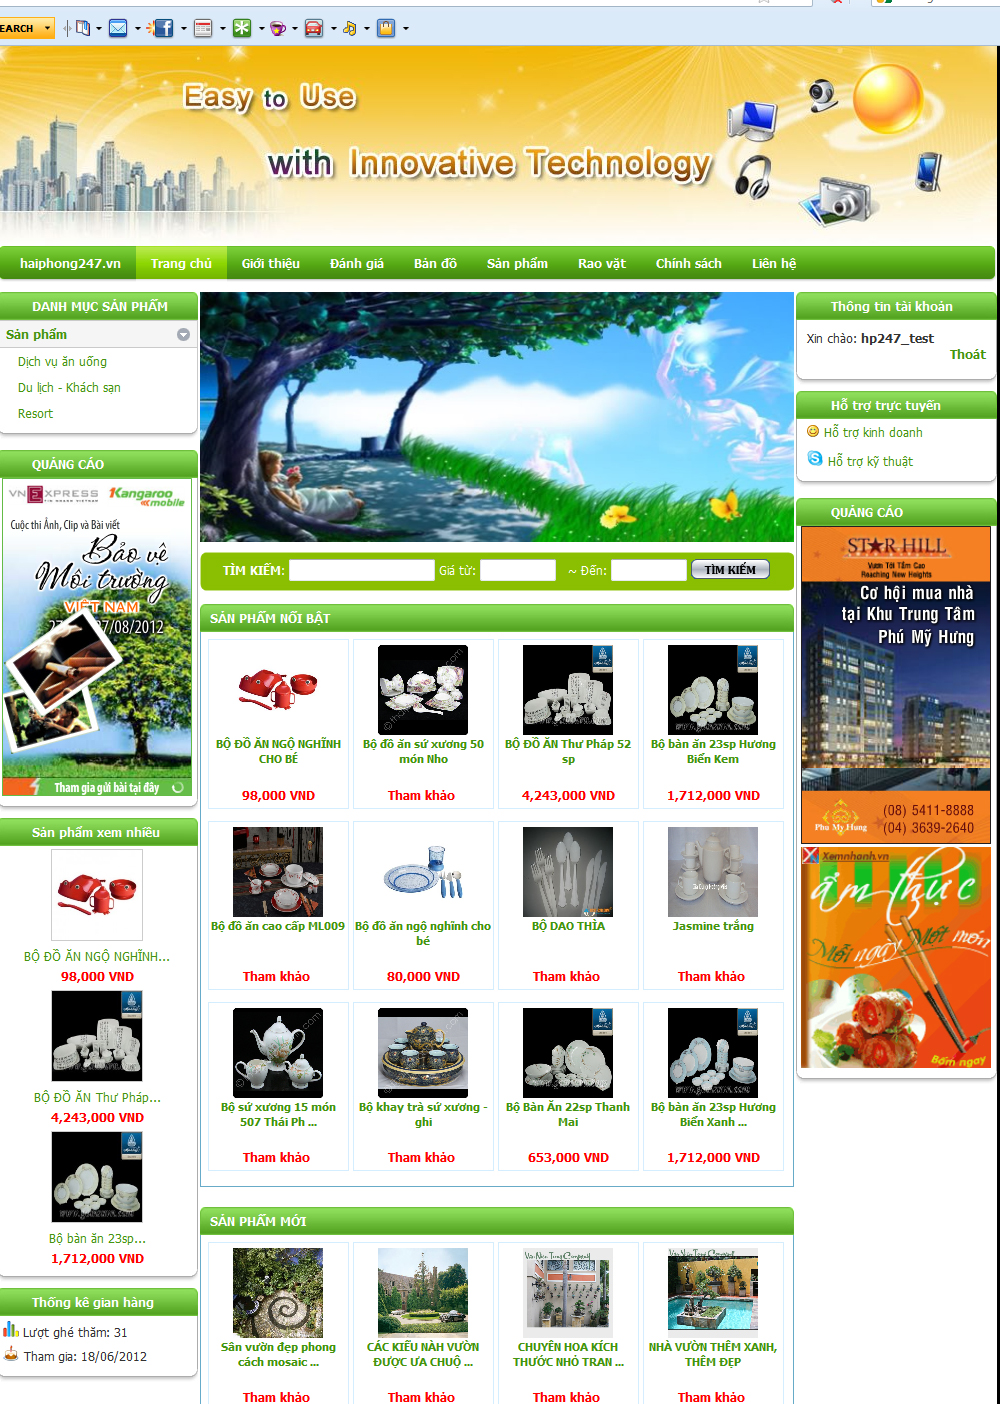 EARCH
Easy to Use
with Innovative Technology
haiphong247.vn
Trang chủ
Giới thiệu
Đánh giá
Bản đồ
Sản phẩm
Rao vặt
Chính sách
Liên hệ
DANH MỤC SẢN PHẨM
Sản phẩm
Dịch vụ ăn uống
Du lịch - Khách sạn
Resort
QUẢNG CÁO
VNEXPRESS
TIN NHANH VIETNAM
Kangaroo
mobile
Cuộc thi Ảnh, Clip và Bài viết
Bảo vệ
Môi trường
VIỆT NAM
7/08/2012
Tham gia gửi bài tại đây
Sản phẩm xem nhiều
BỘ ĐỒ ĂN NGỘ NGHĨNH...
98,000 VND
BỘ ĐỒ ĂN Thư Pháp...
4,243,000 VND
Bộ bàn ăn 23sp...
1,712,000 VND
Thống kê gian hàng
Lượt ghé thăm: 31
Tham gia: 18/06/2012
TÌM KIẾM:
Giá từ:
~ Đến:
TÌM KIẾM
SẢN PHẨM NỔI BẬT
BỘ ĐỒ ĂN NGỘ NGHĨNH
CHO BÉ
98,000 VND
Bộ đồ ăn sứ xương 50
món Nho
Tham khảo
BỘ ĐỒ ĂN Thư Pháp 52
sp
4,243,000 VND
Bộ bàn ăn 23sp Hương
Biển Kem
1,712,000 VND
Bộ đồ ăn cao cấp ML009
Tham khảo
Bộ đồ ăn ngộ nghĩnh cho
bé
80,000 VND
BỘ DAO THÌA
Tham khảo
Jasmine trắng
Tham khảo
Bộ sứ xương 15 món
507 Thái Ph ...
Tham khảo
Bộ khay trà sứ xương -
ghi
Tham khảo
Bộ Bàn Ăn 22sp Thanh
Mai
653,000 VND
Bộ bàn ăn 23sp Hương
Biển Xanh ...
1,712,000 VND
SẢN PHẨM MỚI
Sân vườn đẹp phong
cách mosaic ...
Tham khảo
CÁC KIỂU NÀH VƯỜN
ĐƯỢC ƯA CHUỘ ...
Tham khảo
CHUYÊN HOA KÍCH
THƯỚC NHỎ TRAN ...
Tham khảo
NHÀ VƯỜN THÊM XANH,
THÊM ĐẸP
Tham khảo
Thông tin tài khoản
Xin chào: hp247_test
Thoát
Hỗ trợ trực tuyến
Hỗ trợ kinh doanh
Hỗ trợ kỹ thuật
QUẢNG CÁO
STAR HILL
Vươn Tới Tầm Cao
Reaching New Heights
Cơ hội mua nhà
tại Khu Trung Tâm
Phú Mỹ Hưng
Phu My Hung
(08) 5411-8888
(04) 3639-2640
Xemnhanh.vn
ẩm thực
Mỗi ngày Một món
Bấm ngay